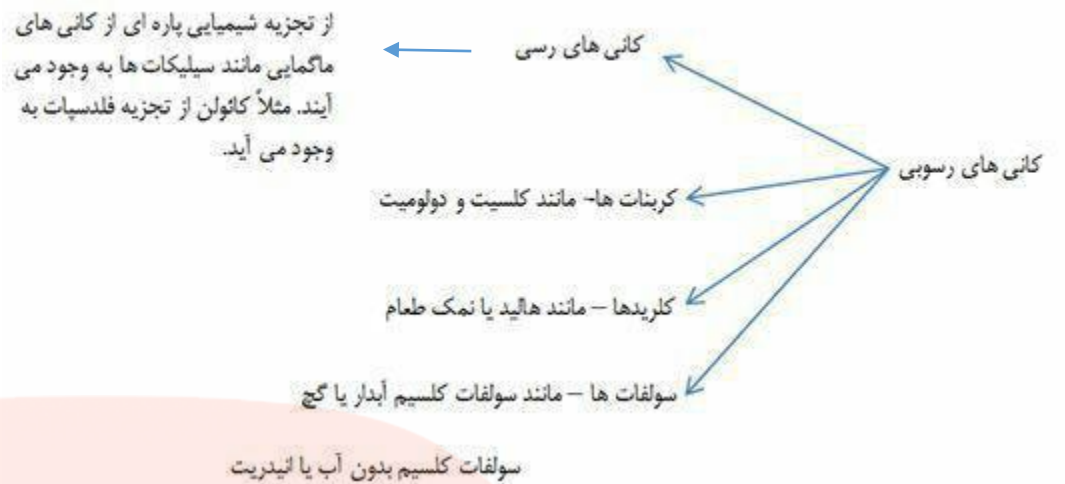 کانی های رسوبی
کانی های رسی
از تجزیه شیمیایی پاره ای از کانی های
ماگمایی مانند سیلیکات ها به وجود می
آیند. مثلاً کائولن از تجزیه فلدسپات به
وجود می آید.
کربنات ها- مانند کلسیت و دولومیت
کلریدها – مانند هالید یا نمک طعام
سولفات ها – مانند سولفات کلسیم آبدار یا گچ
سولفات کلسیم بدون آب یا انیدریت